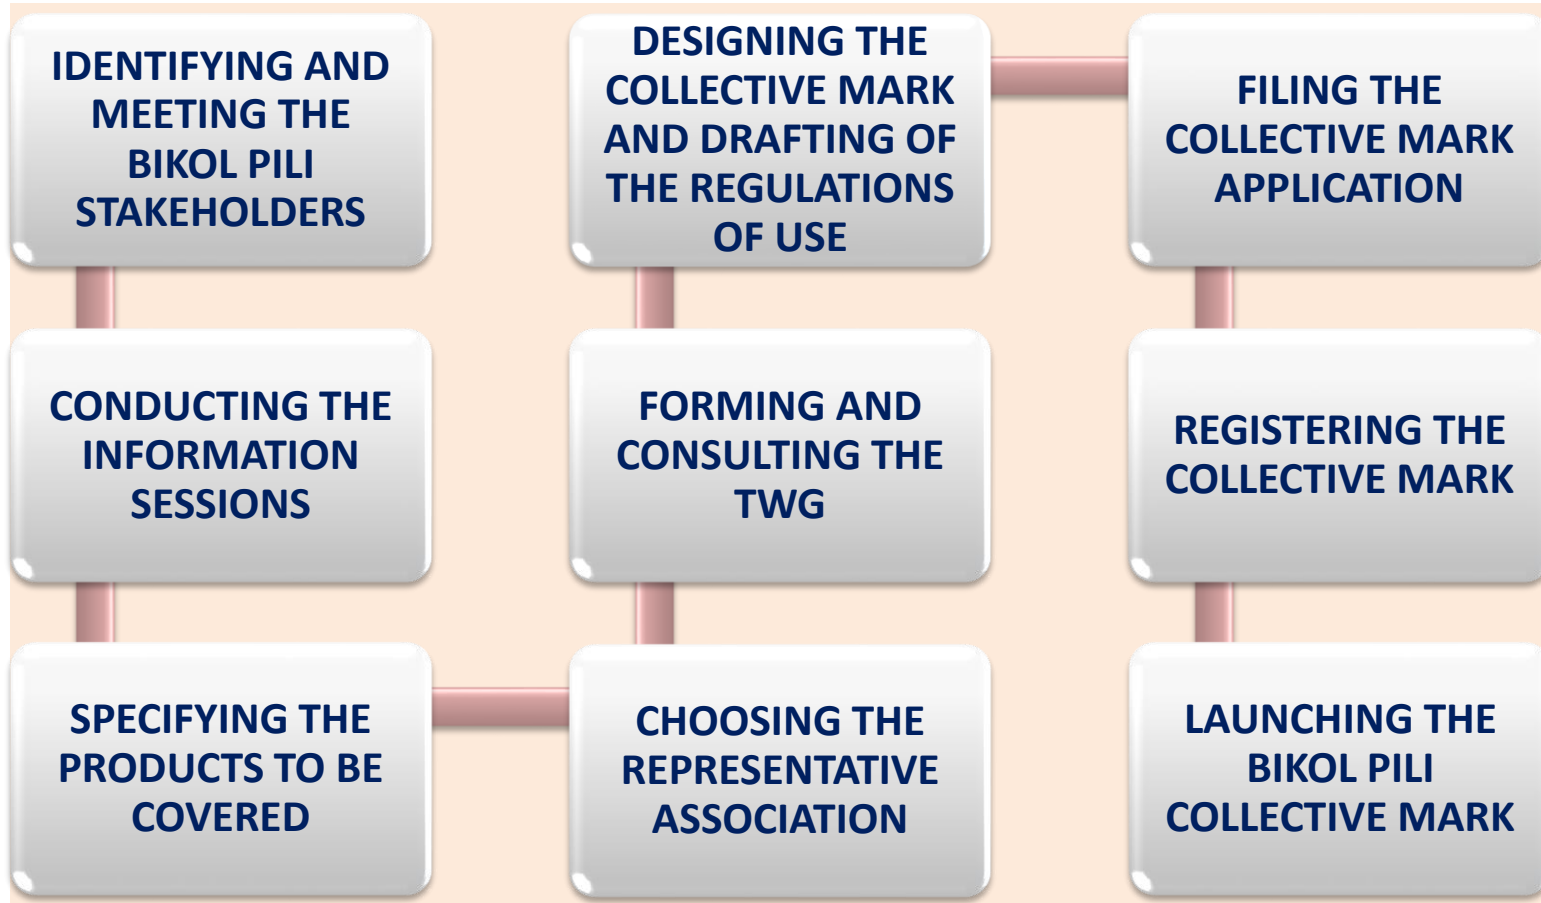 IDENTIFYING AND
MEETING THE
BIKOL PILI
STAKEHOLDERS
CONDUCTING THE
INFORMATION
SESSIONS
SPECIFYING THE
PRODUCTS TO BE
COVERED
CHOOSING THE
REPRESENTATIVE
ASSOCIATION
FORMING AND
CONSULTING THE
TWG
DESIGNING THE
COLLECTIVE MARK
AND DRAFTING OF
THE REGULATIONS
OF USE
FILING THE
COLLECTIVE MARK
APPLICATION
REGISTERING THE
COLLECTIVE MARK
LAUNCHING THE
BIKOL PILI
COLLECTIVE MARK